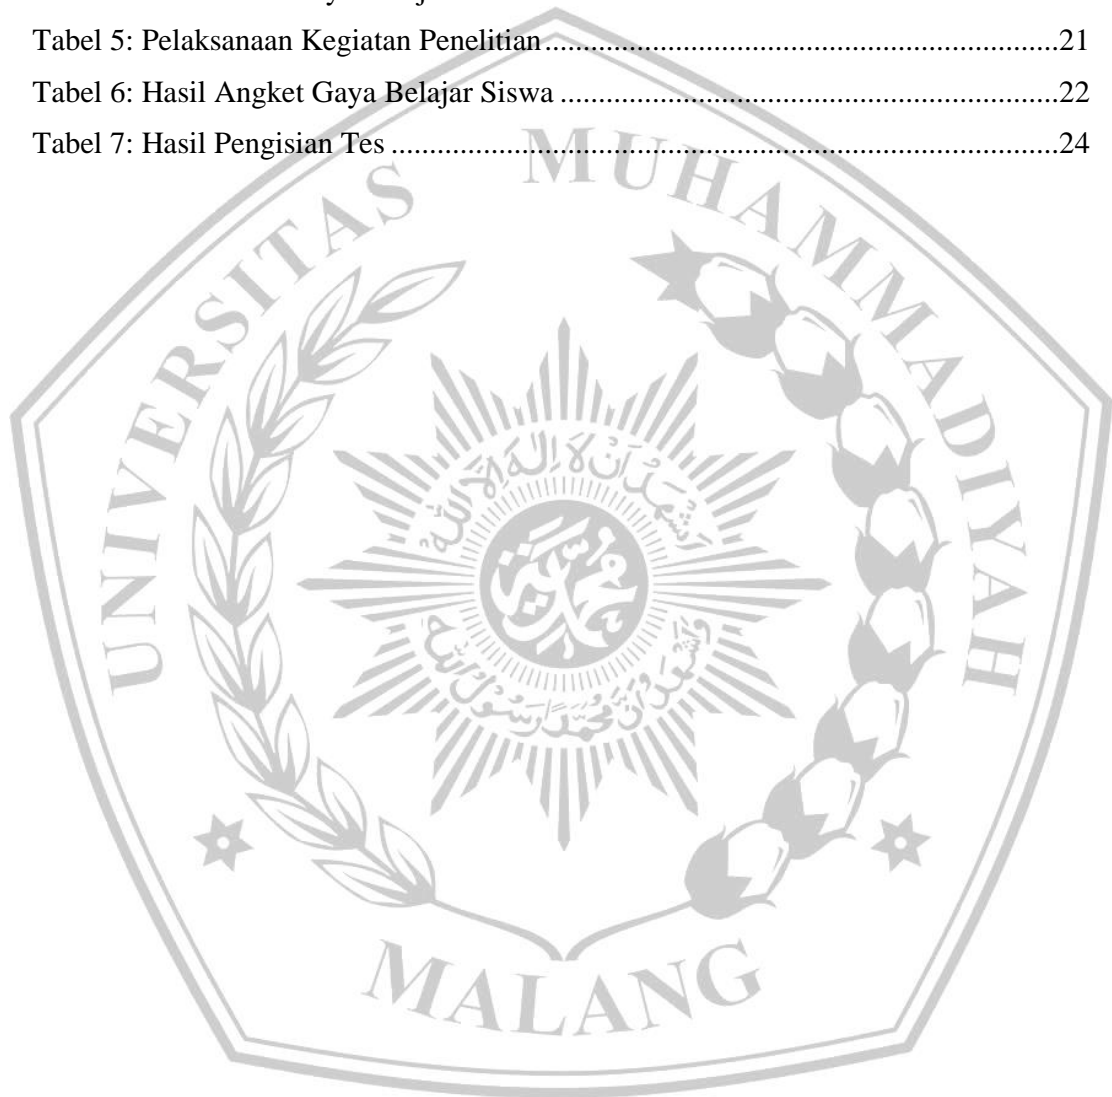 Tabel 5: Pelaksanaan Kegiatan Penelitian.....................................................................21
Tabel 6: Hasil Angket Gaya Belajar Siswa ...................................................................22
Tabel 7: Hasil Pengisian Tes .........................................................................................24
UNIVERSITAS MUHAMMADIYAH
MALANG